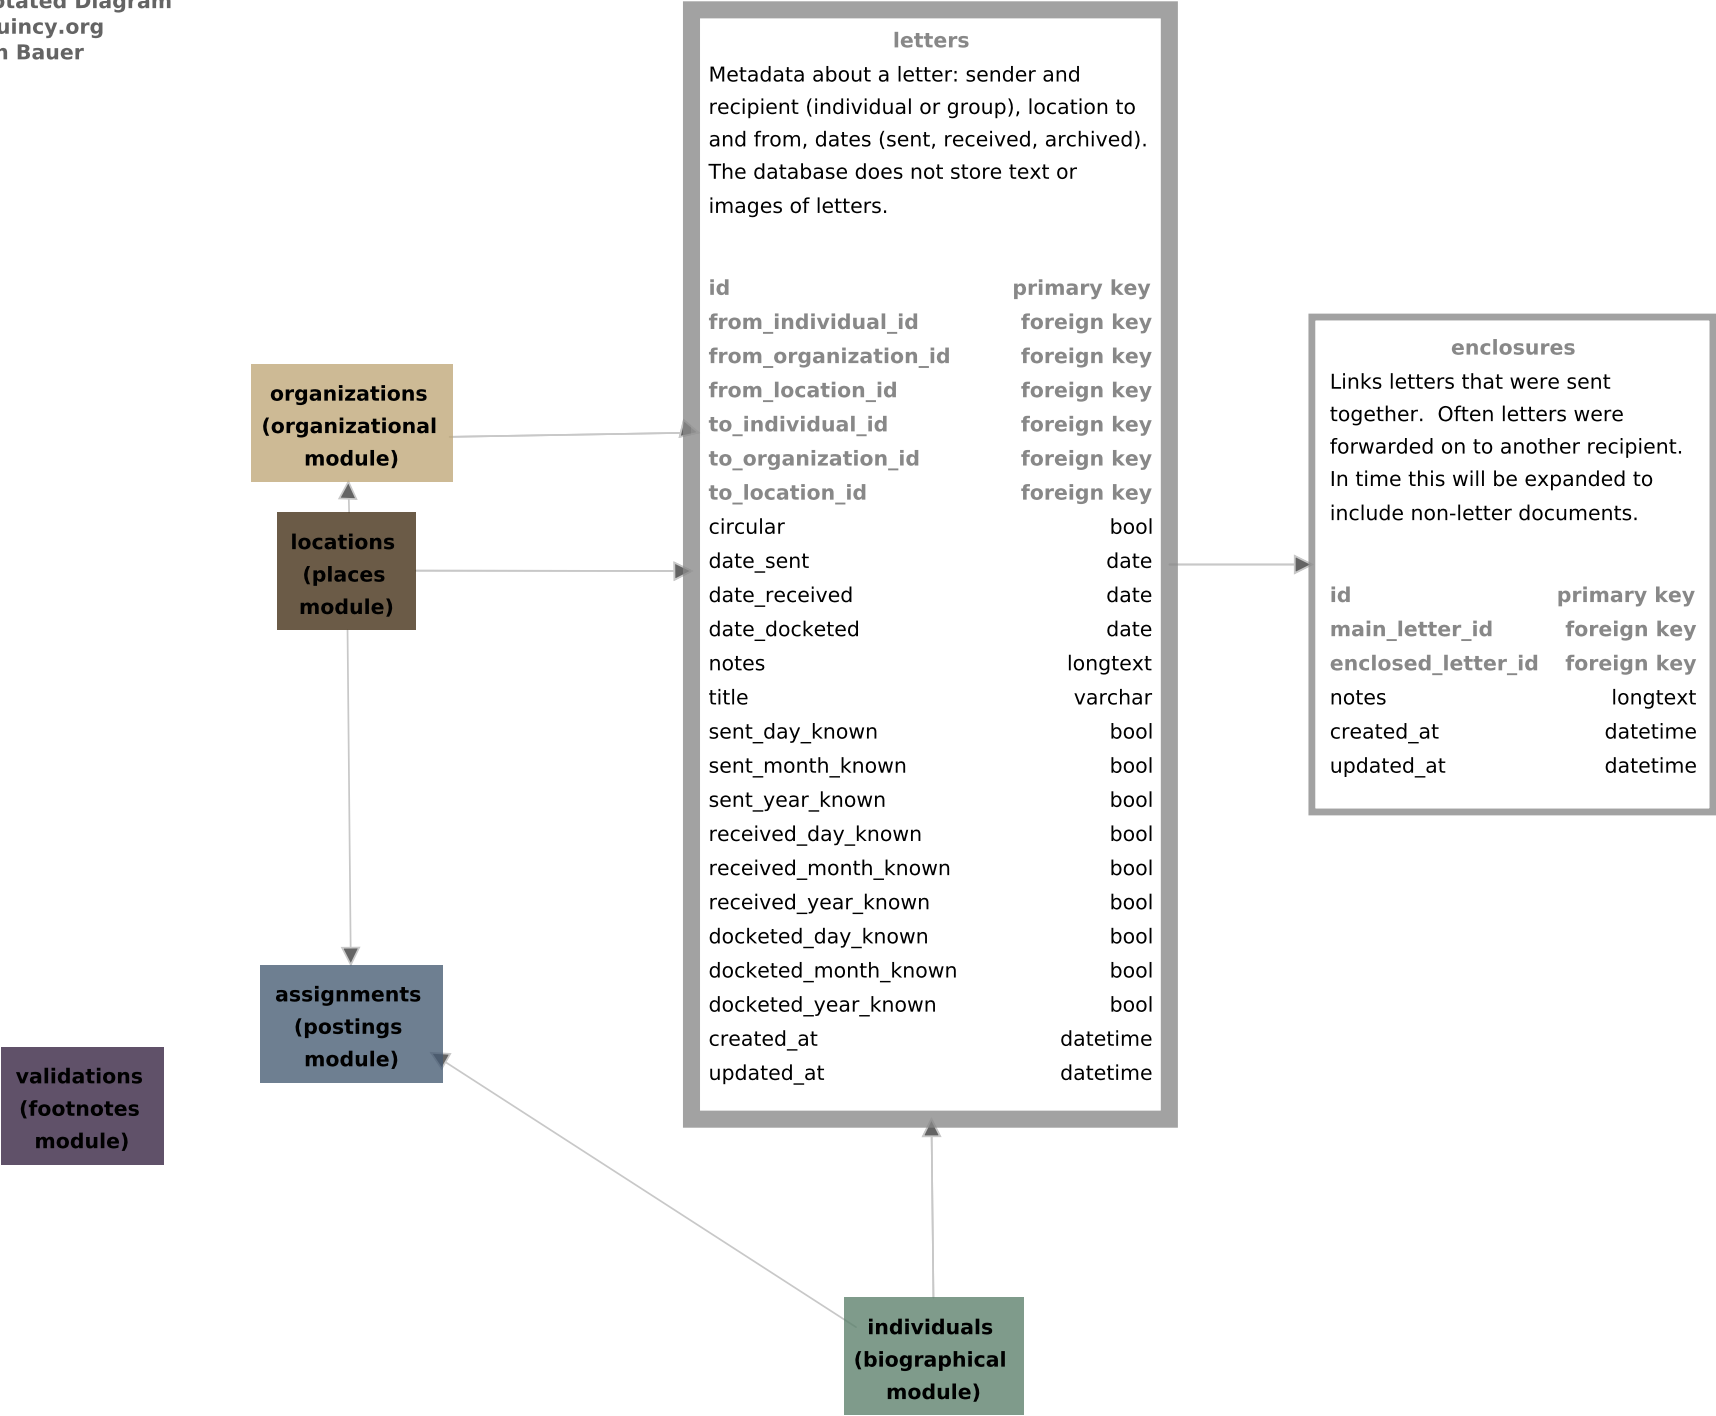 Diagram
Bauer
letters
Metadata about a letter: sender and
recipient (individual or group), location to
and from, dates (sent, received, archived).
The database does not store text or
images of letters.
id primary key
from_individual_id foreign key
from_organization_id foreign key
from_location_id foreign key
to_individual_id foreign key
to_organization_id foreign key
to_location_id foreign key
circular bool
date_sent date
date_received date
date_docketed date
notes longtext
title varchar
sent_day_known bool
sent_month_known bool
sent_year_known bool
received_day_known bool
received_month_known bool
received_year_known bool
docketed_day_known bool
docketed_month_known bool
docketed_year_known bool
created_at datetime
updated_at datetime
enclosures
Links letters that were sent
together.  Often letters were
forwarded on to another recipient.
In time this will be expanded to
include non-letter documents.
id primary key
main_letter_id foreign key
enclosed_letter_id foreign key
notes longtext
created_at datetime
updated_at datetime
organizations
(organizational
module)
locations
(places
module)
assignments
(postings
module)
validations
(footnotes
module)
individuals
(biographical
module)